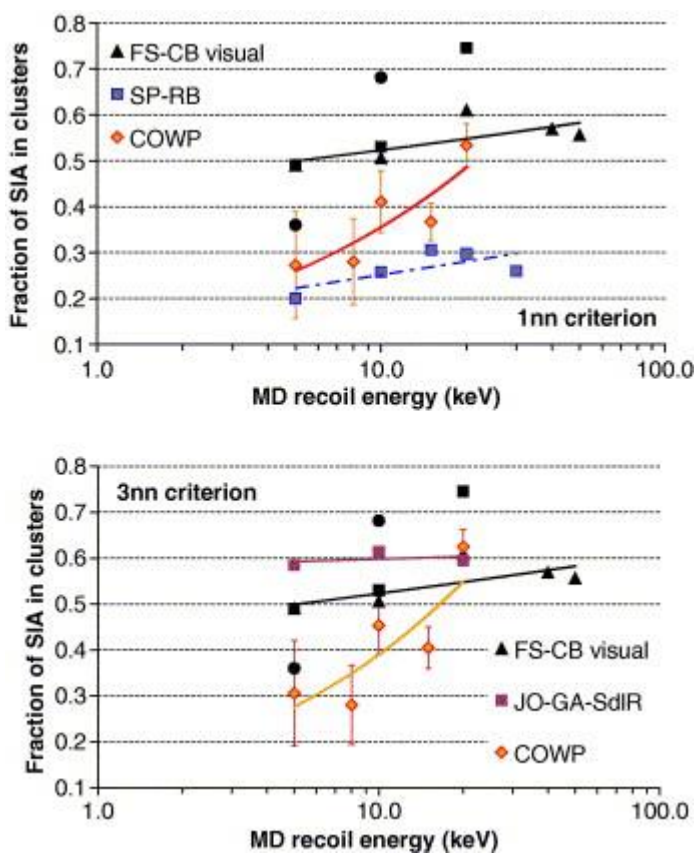 0.8
0.7
0.6
0.5
0.4
0.3
0.2
0.1
Fraction of SIA in clusters
FS-CB visual
SP-RB
COWP
1nn criterion
1.0
10.0
100.0
MD recoil energy (keV)
0.8
0.7
0.6
0.5
0.4
0.3
0.2
0.1
Fraction of SIA in clusters
3nn criterion
FS-CB visual
JO-GA-SdlR
COWP
1.0
10.0
100.0
MD recoil energy (keV)